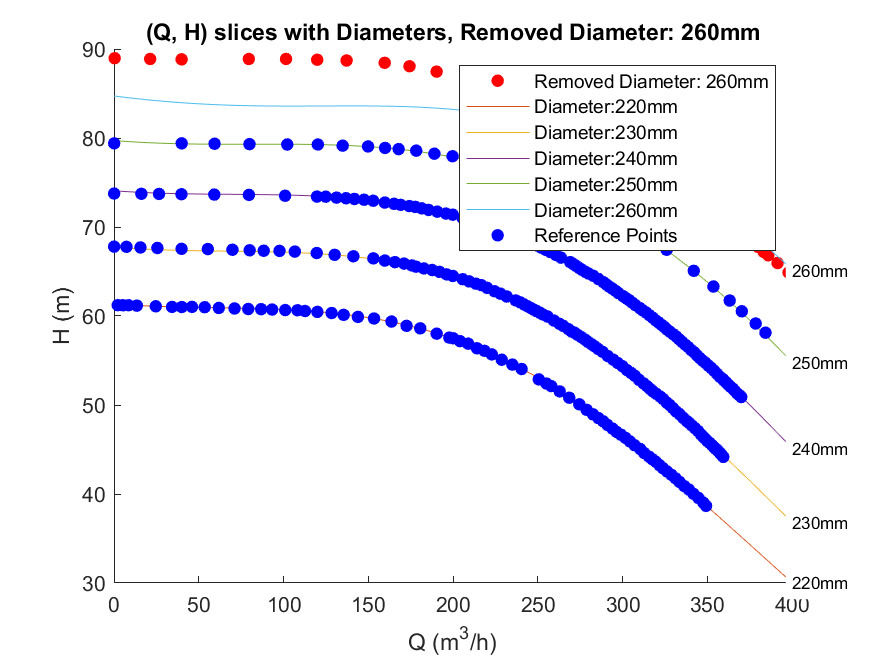 (Q, H) slices with Diameters, Removed Diameter: 260mm
90
80
70
60
50
40
30
H (m)
0
50
100
150
200
250
300
350
400
Q (m³/h)
Removed Diameter: 260mm
Diameter:220mm
Diameter:230mm
Diameter:240mm
Diameter:250mm
Diameter:260mm
Reference Points
260mm
250mm
240mm
230mm
220mm